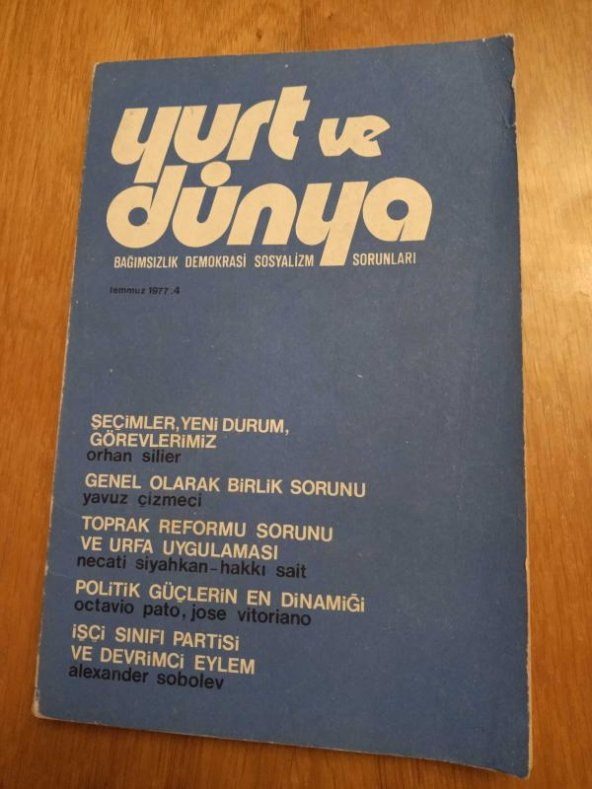 yurt ve
dünya
BAĞIMSIZLIK DEMOKRASİ SOSYALİZM SORUNLARI
temmuz 1977.4
SEÇİMLER, YENİ DURUM,
GÖREVLERİMİZ
orhan silier
GENEL OLARAK BİRLİK SORUNU
yavuz çizmeci
TOPRAK REFORMU SORUNU
VE URFA UYGULAMASI
necati siyahkan-hakkı sait
POLİTİK GÜÇLERİN EN DİNAMİĞİ
octavio pato, jose vitoriano
İŞÇİ SINIFI PARTİSİ
VE DEVRİMCİ EYLEM
alexander sobolev